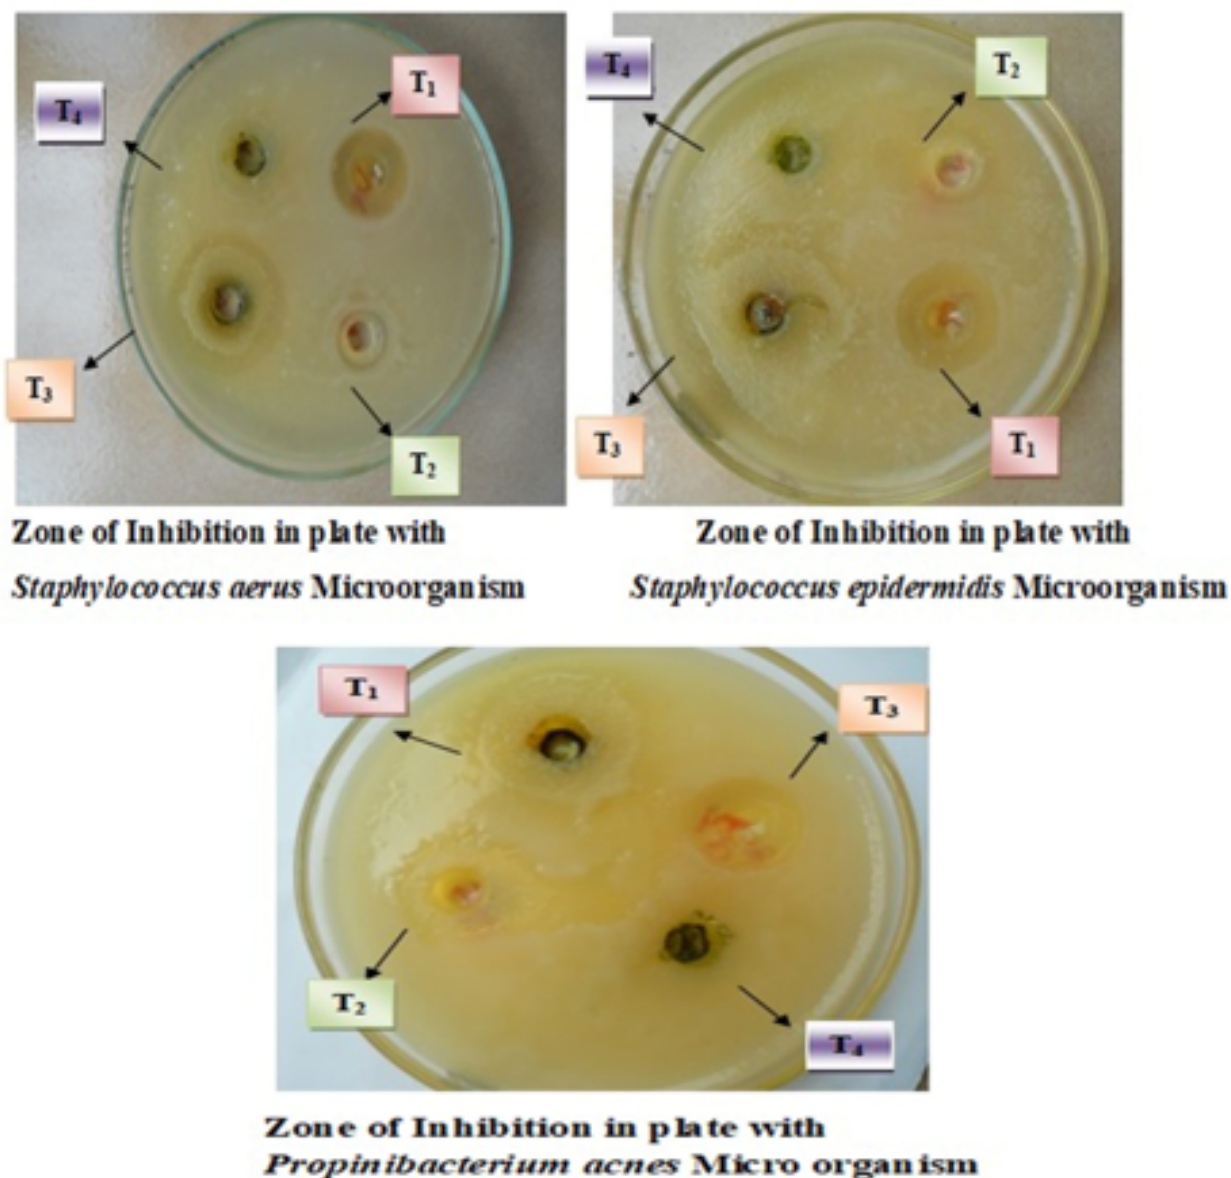 T₄
T₁
T₃
T₂
Zone of Inhibition in plate with
Staphylococcus aerus Microorganism
T₄
T₂
T₃
T₁
Zone of Inhibition in plate with
Staphylococcus epidermidis Microorganism
T₁
T₃
T₂
T₄
Zone of Inhibition in plate with
Propinibacterium acnes Micro organism